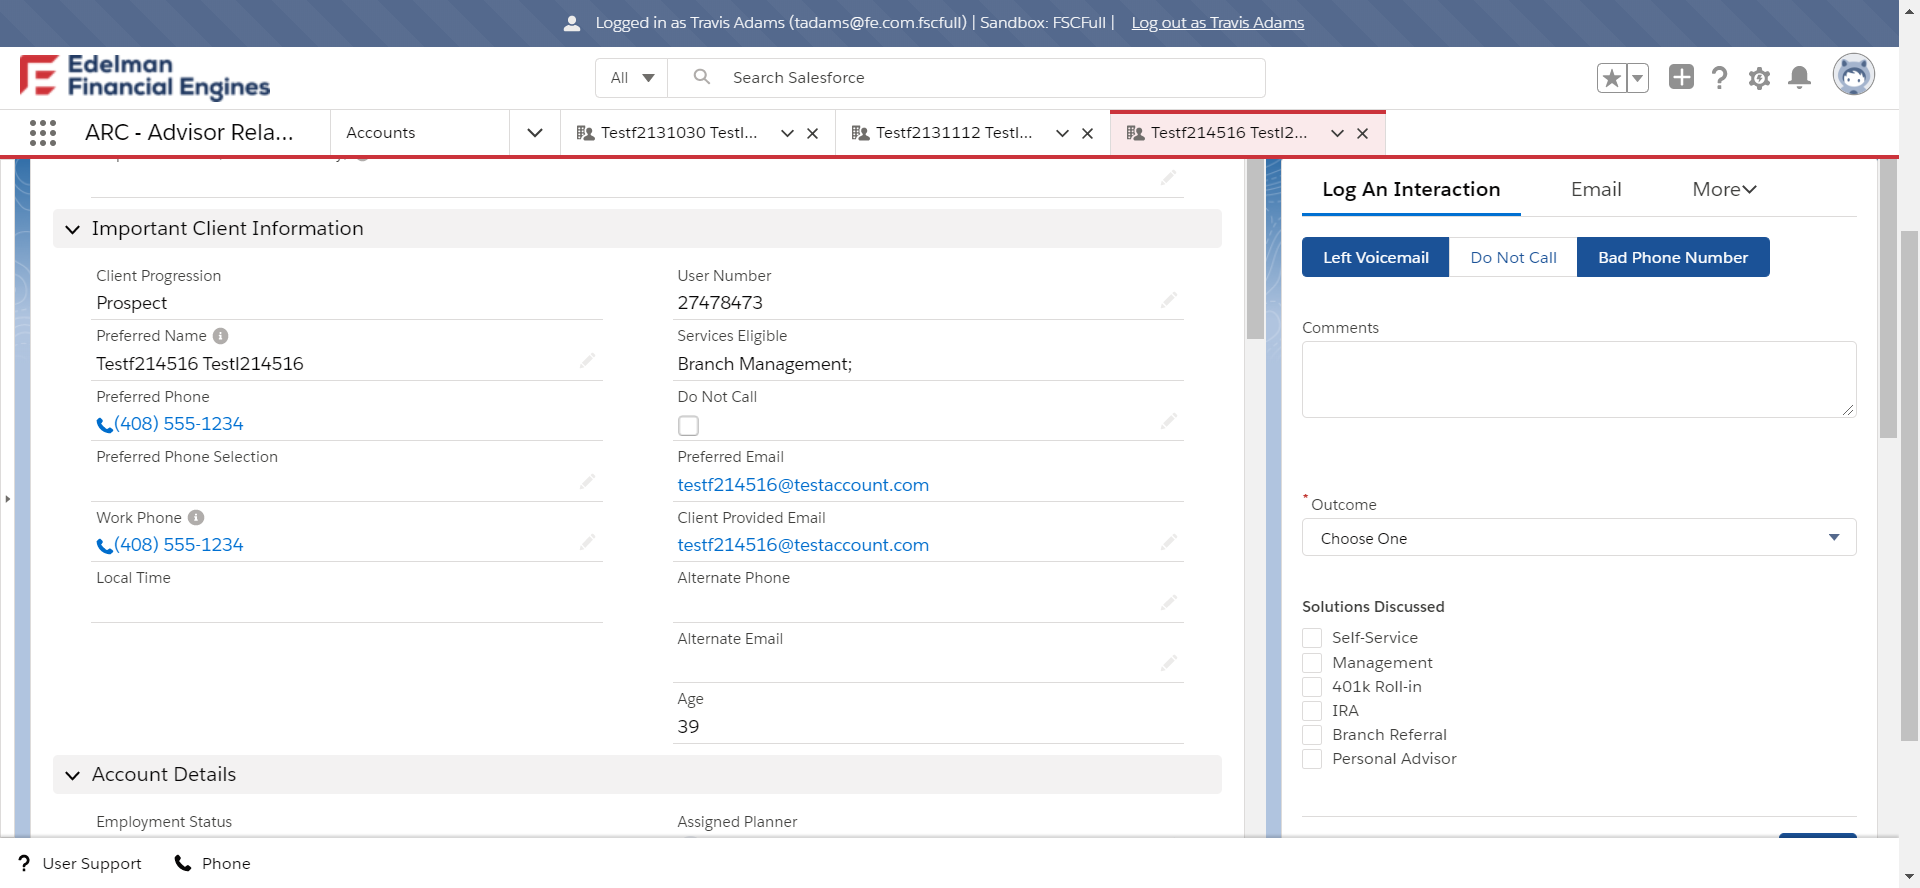 Logged in as Travis Adams (tadams@fe.com.fscfull) | Sandbox: FSCFull | Log out as Travis Adams
Edelman
Financial Engines
All
Search Salesforce
ARC - Advisor Rela...
Accounts
Testf2131030 Testl...
Testf2131112 Testl...
Testf214516 Testl2...
Important Client Information
Client Progression
Prospect
Preferred Name
Testf214516 Testl214516
Preferred Phone
(408) 555-1234
Preferred Phone Selection
Work Phone
(408) 555-1234
Local Time
User Number
27478473
Services Eligible
Branch Management;
Do Not Call
Preferred Email
testf214516@testaccount.com
Client Provided Email
testf214516@testaccount.com
Alternate Phone
Alternate Email
Age
39
Account Details
Employment Status
Assigned Planner
Log An Interaction
Email
More
Left Voicemail
Do Not Call
Bad Phone Number
Comments
* Outcome
Choose One
Solutions Discussed
Self-Service
Management
401k Roll-in
IRA
Branch Referral
Personal Advisor
? User Support
Phone